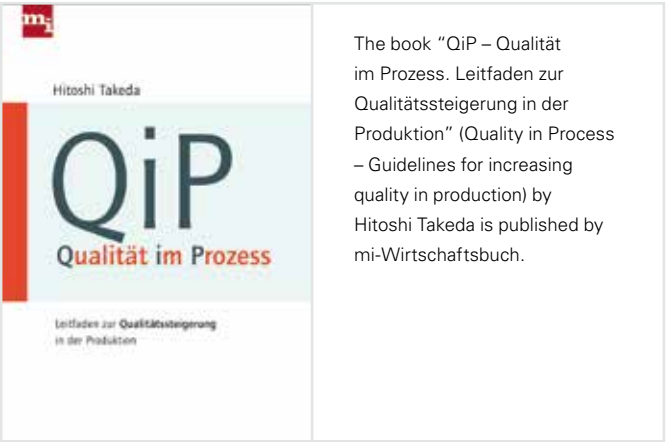 mi
Hitoshi Takeda
QiP
Qualität im Prozess
Leitfaden zur Qualitätssteigerung
in der Produktion
The book “QiP – Qualität
im Prozess. Leitfaden zur
Qualitätssteigerung in der
Produktion” (Quality in Process
– Guidelines for increasing
quality in production) by
Hitoshi Takeda is published by
mi-Wirtschaftsbuch.